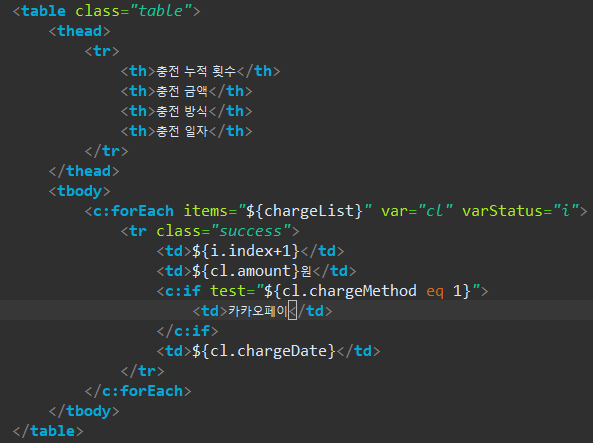 <table class="table">
<thead>
<tr>
<th>충전 누적 횟수</th>
<th>충전 금액</th>
<th>충전 방식</th>
<th>충전 일자</th>
</tr>
</thead>
<tbody>
<c:forEach items="${chargeList}" var="cl" varStatus="i">
<tr class="success">
<td>${i.index+1}</td>
<td>${cl.amount}원</td>
<c:if test="${cl.chargeMethod eq 1}">
<td>카카오페이</td>
</c:if>
<td>${cl.chargeDate}</td>
</tr>
</c:forEach>
</tbody>
</table>